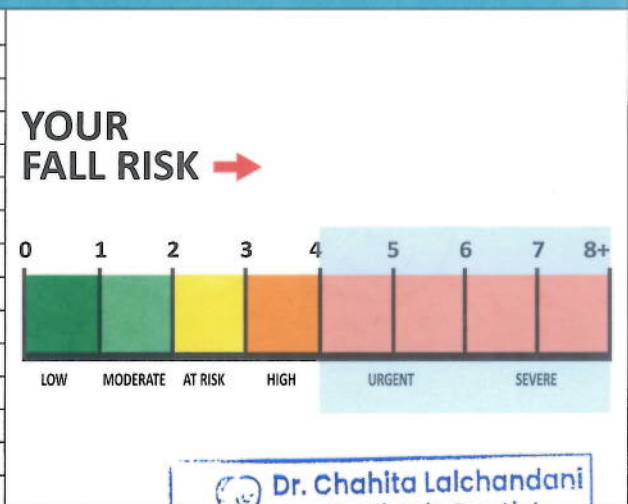 YOUR
FALL RISK
0 1 2 3 4 5 6 7 8+
LOW MODERATE AT RISK HIGH URGENT SEVERE
Dr. Chahita Lalchandani